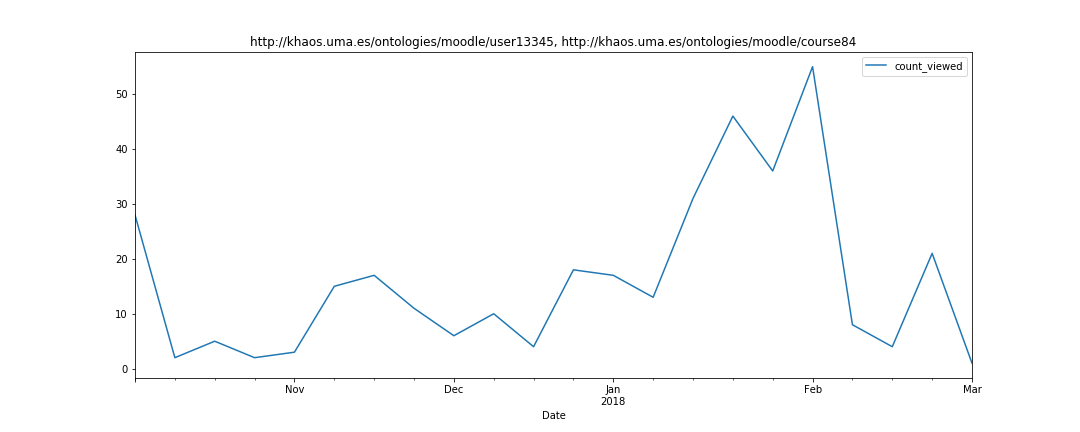 http://khaos.uma.es/ontologies/moodle/user13345, http://khaos.uma.es/ontologies/moodle/course84
count_viewed
50
40
30
20
10
0
Nov Dec Jan Feb Mar
2018
Date